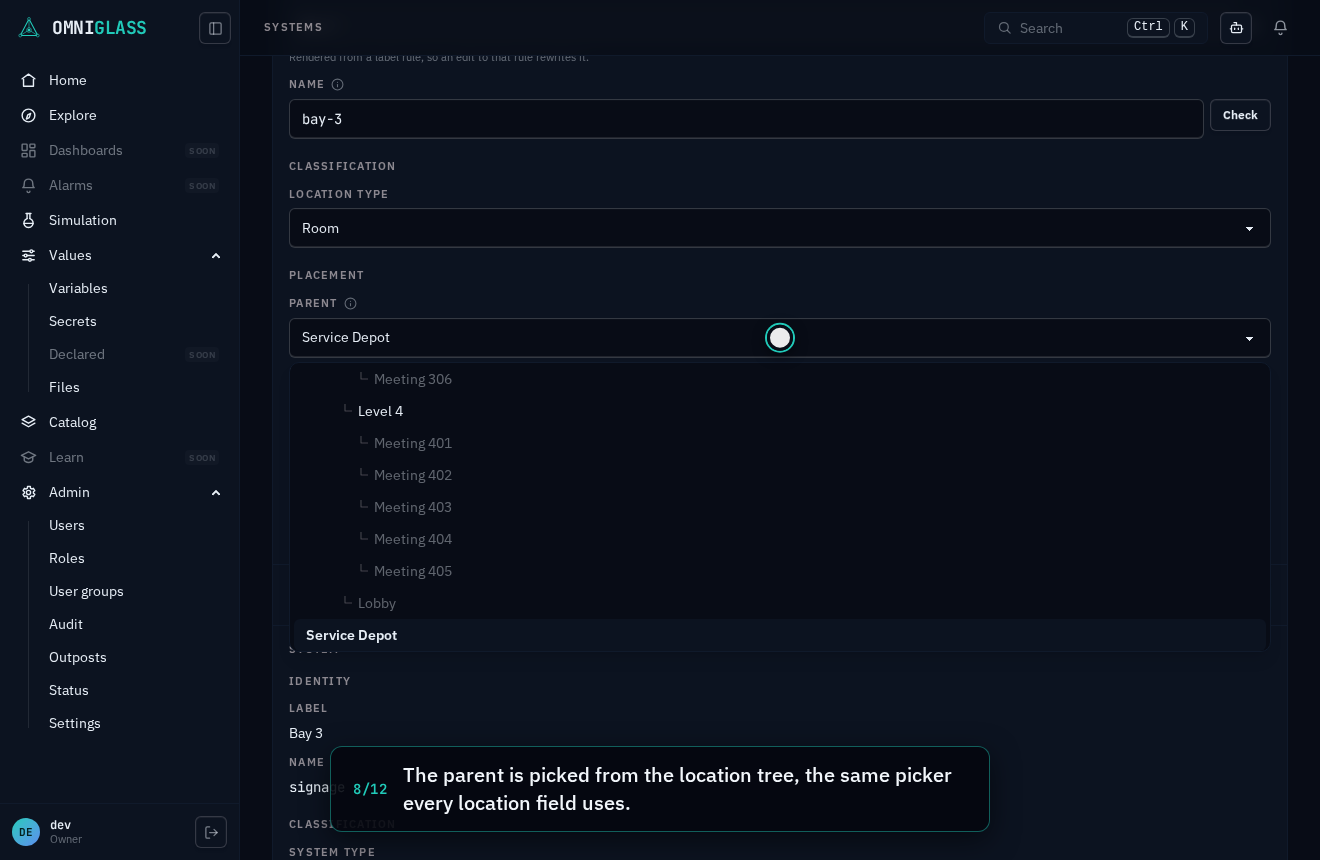 OMNIGLASS
SYSTEMS
Search
Ctrl
K
Home
Explore
Dashboards
SOON
Alarms
SOON
Simulation
Values
Variables
Secrets
Declared
SOON
Files
Catalog
Learn
SOON
Admin
Users
Roles
User groups
Audit
Outposts
Status
Settings
DE
dev
Owner
Rendered from a label rule, so an edit to that rule rewrites it.
NAME
bay-3
Check
CLASSIFICATION
LOCATION TYPE
Room
PLACEMENT
PARENT
Service Depot
Meeting 306
Level 4
Meeting 401
Meeting 402
Meeting 403
Meeting 404
Meeting 405
Lobby
Service Depot
SYSTEM
IDENTITY
LABEL
Bay 3
NAME
signage
8/12
The parent is picked from the location tree, the same picker
every location field uses.
CLASSIFICATION
SYSTEM TYPE